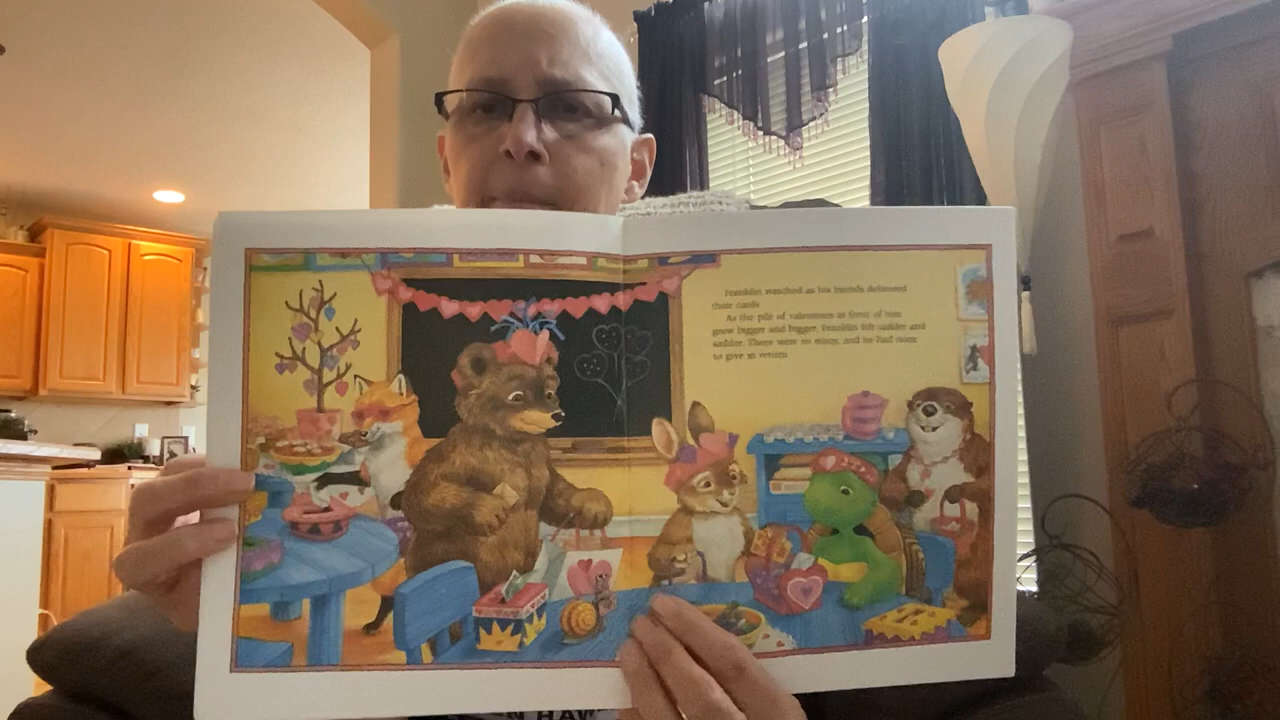 Franklin watched as his friends delivered
their cards.
As the pile of valentines in front of him
grew bigger and bigger, Franklin felt sadder and
sadder. There were so many, and he had none
to give in return.
EN HAW